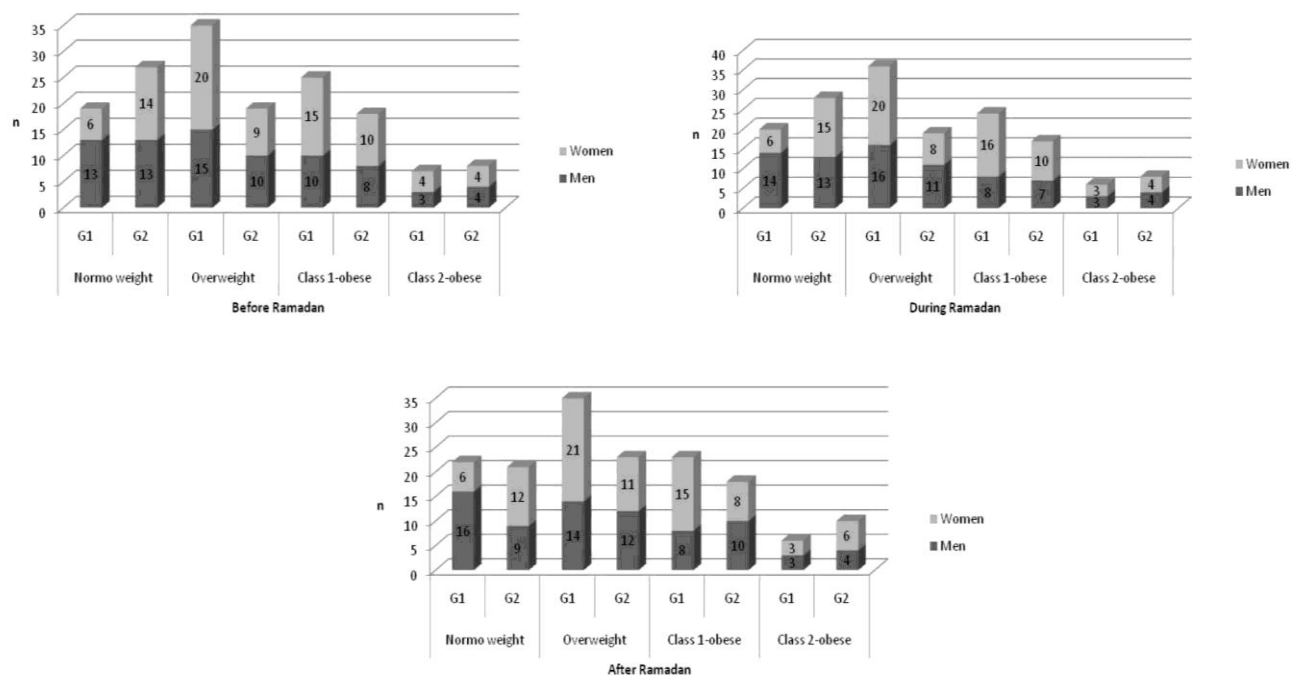 35
30
25
20
15
10
5
0
n
6 14 20 9 15 10 4 4
13 13 15 10 10 8 3 4
Women
Men
G1 G2 G1 G2 G1 G2 G1 G2
Normo weight Overweight Class 1-obese Class 2-obese
Before Ramadan
40
35
30
25
20
15
10
5
0
n
6 15 20 8 16 10 3 4
14 13 16 11 8 7 3 4
Women
Men
G1 G2 G1 G2 G1 G2 G1 G2
Normo weight Overweight Class 1-obese Class 2-obese
During Ramadan
35
30
25
20
15
10
5
0
n
6 12 21 11 15 8 3 6
16 9 14 12 8 10 3 4
Women
Men
G1 G2 G1 G2 G1 G2 G1 G2
Normo weight Overweight Class 1-obese Class 2-obese
After Ramadan